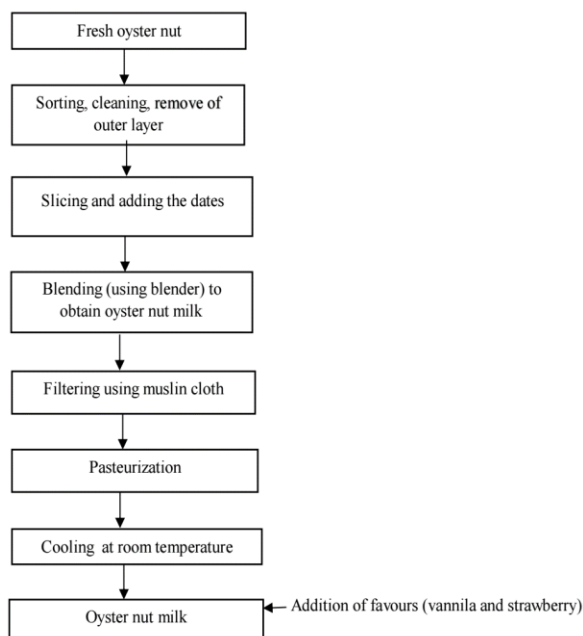 Fresh oyster nut
Sorting, cleaning, remove of
outer layer
Slicing and adding the dates
Blending (using blender) to
obtain oyster nut milk
Filtering using muslin cloth
Pasteurization
Cooling at room temperature
Oyster nut milk
Addition of favours (vannila and strawberry)